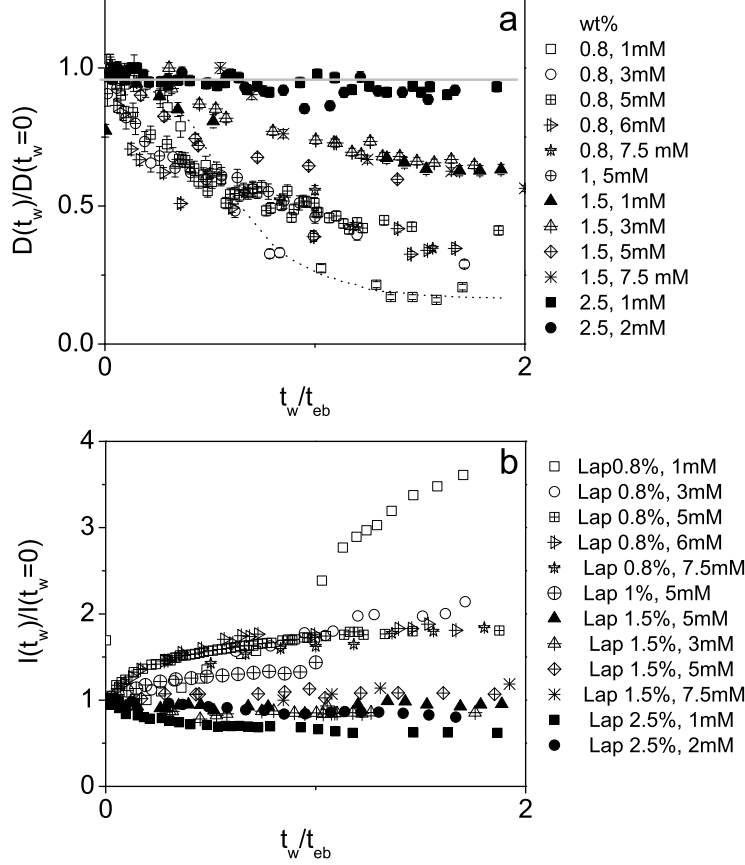 a
1.0
0.5
0.0
0
2
D(t_w)/D(t_w=0)
t_w/t_eb
wt%
0.8, 1mM
0.8, 3mM
0.8, 5mM
0.8, 6mM
0.8, 7.5 mM
1, 5mM
1.5, 1mM
1.5, 3mM
1.5, 5mM
1.5, 7.5 mM
2.5, 1mM
2.5, 2mM
b
4
3
2
1
0
0
2
I(t_w)/I(t_w=0)
t_w/t_eb
Lap0.8%, 1mM
Lap 0.8%, 3mM
Lap 0.8%, 5mM
Lap 0.8%, 6mM
Lap 0.8%, 7.5mM
Lap 1%, 5mM
Lap 1.5%, 5mM
Lap 1.5%, 3mM
Lap 1.5%, 5mM
Lap 1.5%, 7.5mM
Lap 2.5%, 1mM
Lap 2.5%, 2mM